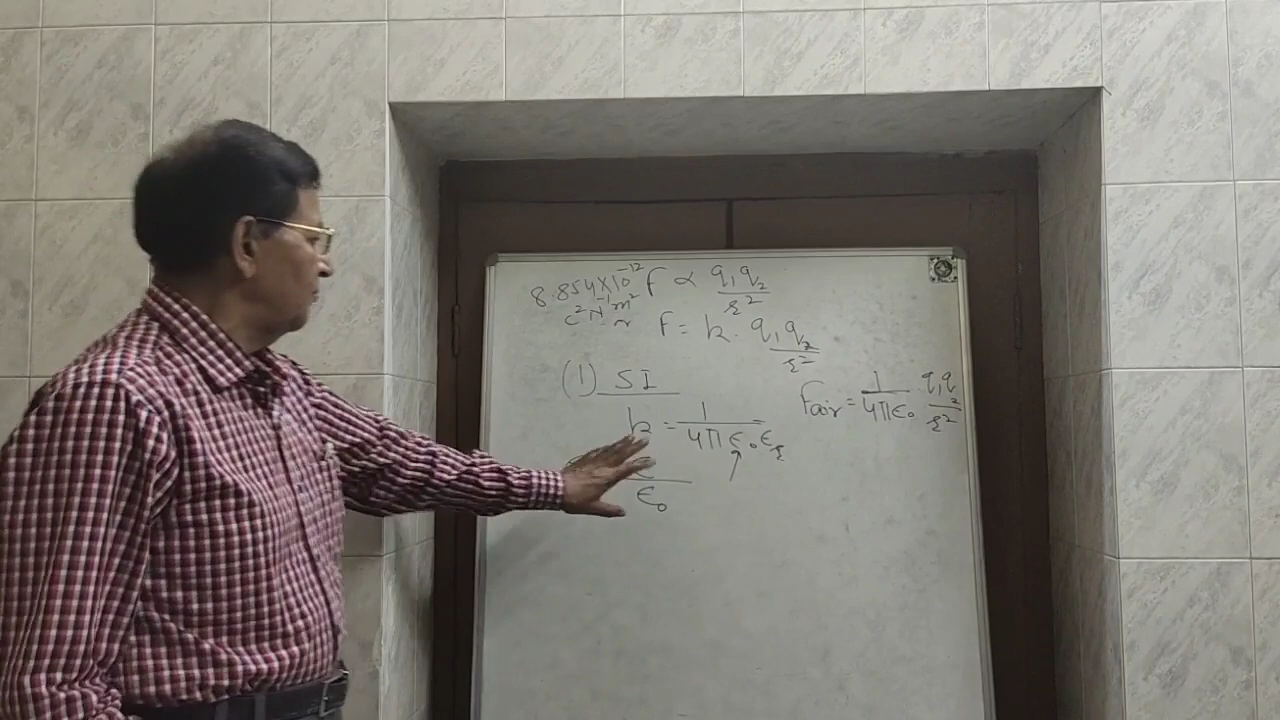 8.854×10⁻¹² F ∝ q₁q₂/r²
C²N⁻¹m⁻²
F = k · q₁q₂/r²
(1) SI
k = 1/4πϵ₀ϵᵣ
Fair = 1/4πϵ₀ · q₁q₂/r²
ϵ₀